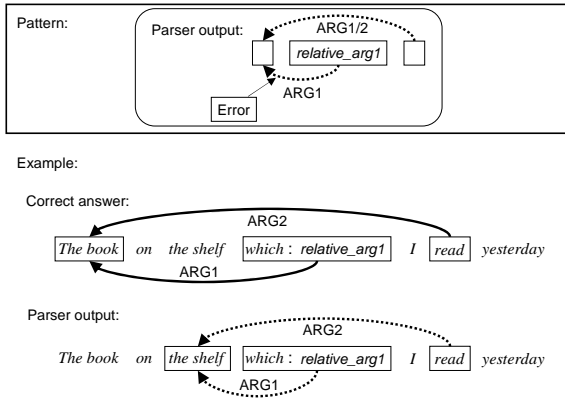 Pattern:
Parser output:
ARG1/2
relative_arg1
ARG1
Error
Example:
Correct answer:
ARG2
The book on the shelf which : relative_arg1 I read yesterday
ARG1
Parser output:
ARG2
The book on the shelf which : relative_arg1 I read yesterday
ARG1